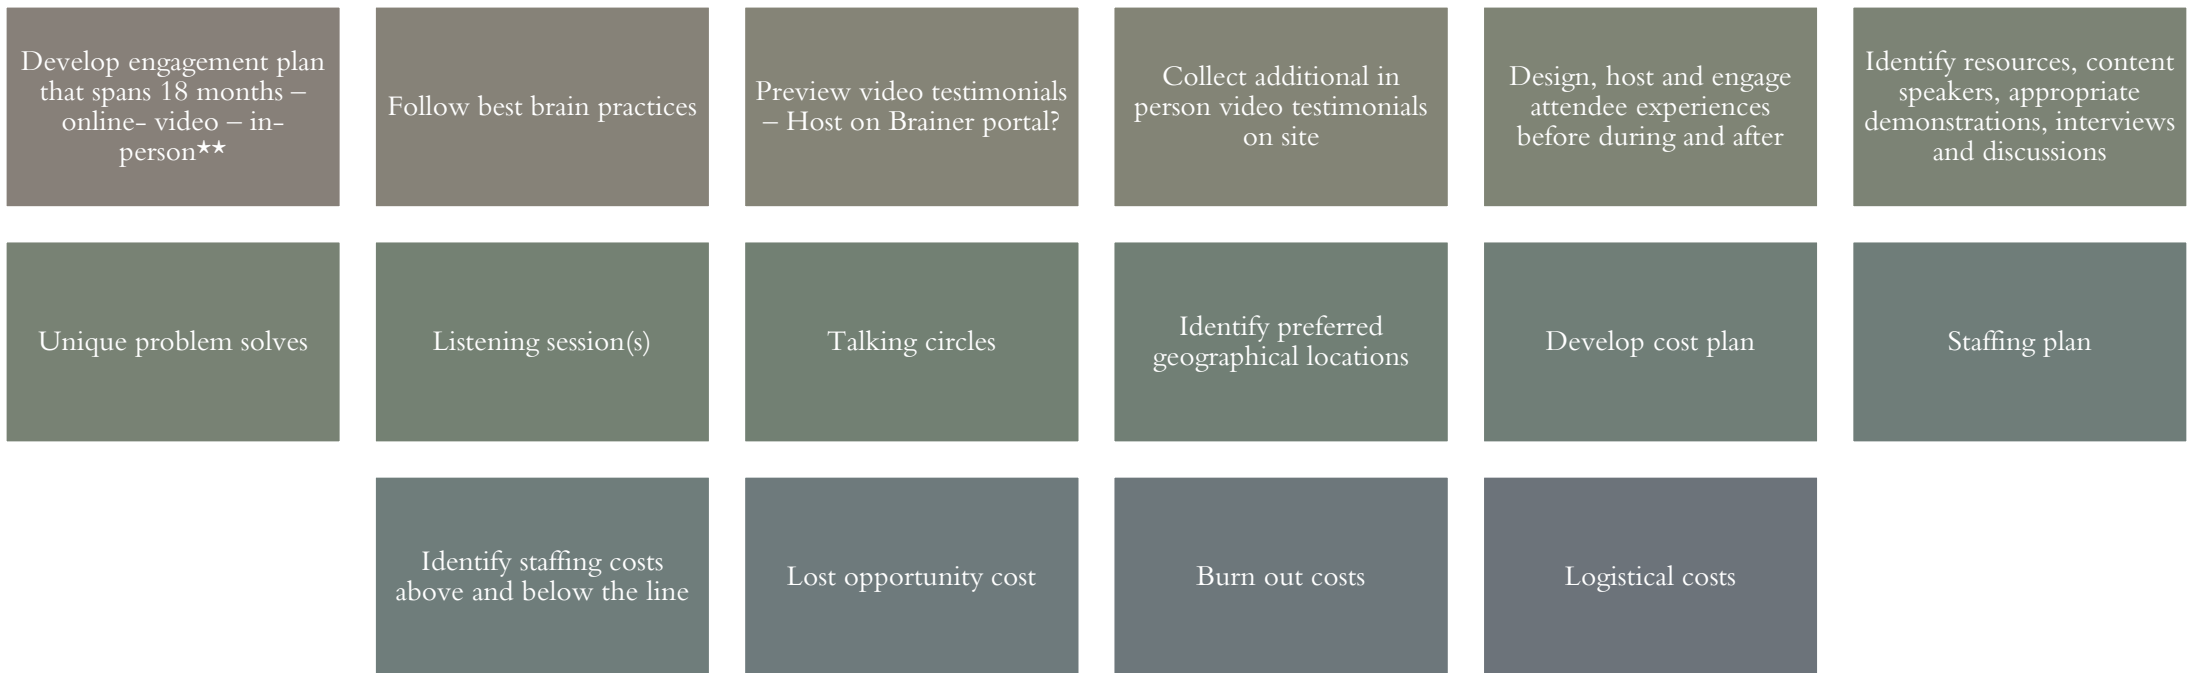 Develop engagement plan
that spans 18 months –
online- video – in-
person**
Follow best brain practices
Preview video testimonials
– Host on Brainer portal?
Collect additional in
person video testimonials
on site
Design, host and engage
attendee experiences
before during and after
Identify resources, content
speakers, appropriate
demonstrations, interviews
and discussions
Unique problem solves
Listening session(s)
Talking circles
Identify preferred
geographical locations
Develop cost plan
Staffing plan
Identify staffing costs
above and below the line
Lost opportunity cost
Burn out costs
Logistical costs